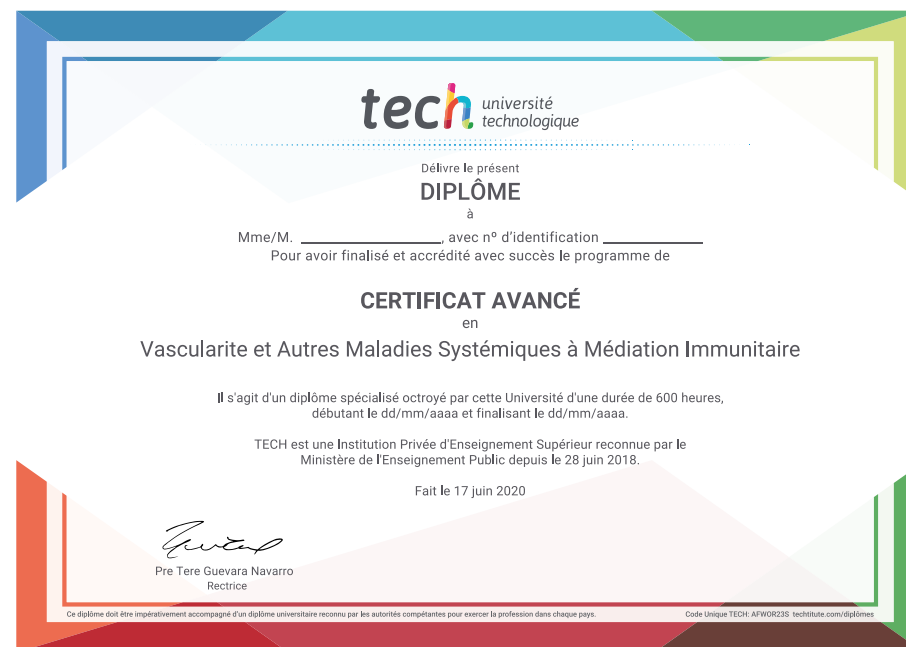 tech université
technologique
Délivre le présent
DIPLÔME
à
Mme/M. ____________________, avec nº d'identification ______________
Pour avoir finalisé et accrédité avec succès le programme de
CERTIFICAT AVANCÉ
en
Vascularite et Autres Maladies Systémiques à Médiation Immunitaire
Il s'agit d'un diplôme spécialisé octroyé par cette Université d'une durée de 600 heures,
débutant le dd/mm/aaaa et finalisant le dd/mm/aaaa.
TECH est une Institution Privée d'Enseignement Supérieur reconnue par le
Ministère de l'Enseignement Public depuis le 28 juin 2018.
Fait le 17 juin 2020
Pre Tere Guevara Navarro
Rectrice
Ce diplôme doit être impérativement accompagné d'un diplôme universitaire reconnu par les autorités compétantes pour exercer la profession dans chaque pays.
Code Unique TECH: AFWOR23S techtitute.com/diplômes